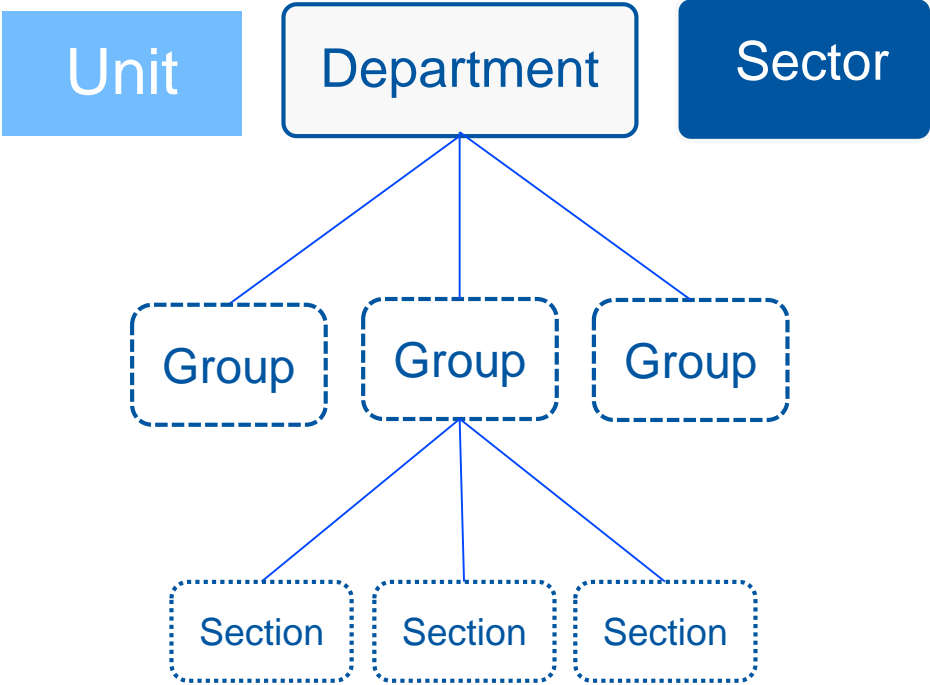 Unit
Department
Sector
Group
Group
Group
Section
Section
Section